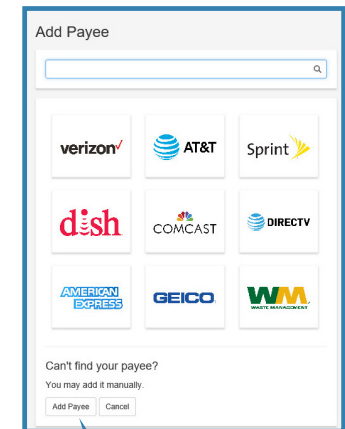 Add Payee
verizon✓ AT&T Sprint
dish COMCAST DIRECTV
AMERICAN EXPRESS GEICO WM WASTE MANAGEMENT
Can't find your payee?
You may add it manually.
Add Payee Cancel